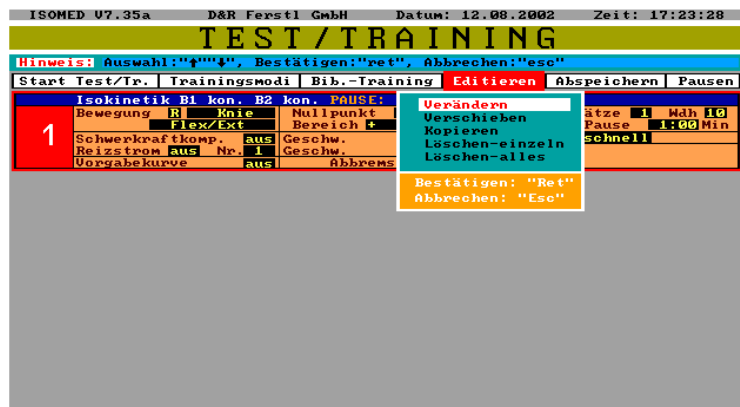 ISOMED V7.35a D&R Ferstl GmbH Datum: 12.08.2002 Zeit: 17:23:28
TEST/TRAINING
Hinweis: Auswahl:"↑""↓", Bestätigen:"ret", Abbrechen:"esc"
Start Test/Tr. Trainingsmodi Bib.-Training Editieren Abspeichern Pausen
Isokinetik B1 kon. B2 kon. PAUSE:
1
Bewegung R Knie Nullpunkt ätze 1 Wdh 10
Flex/Ext Bereich + Pause 1:00 Min
Schwerkraftkomp. aus Geschw. schnell
Reizstrom aus Nr. 1 Geschw.
Vorgabekurve aus Abbrems
Verändern
Verschieben
Kopieren
Löschen-einzeln
Löschen-alles
Bestätigen: "Ret"
Abbrechen: "Esc"